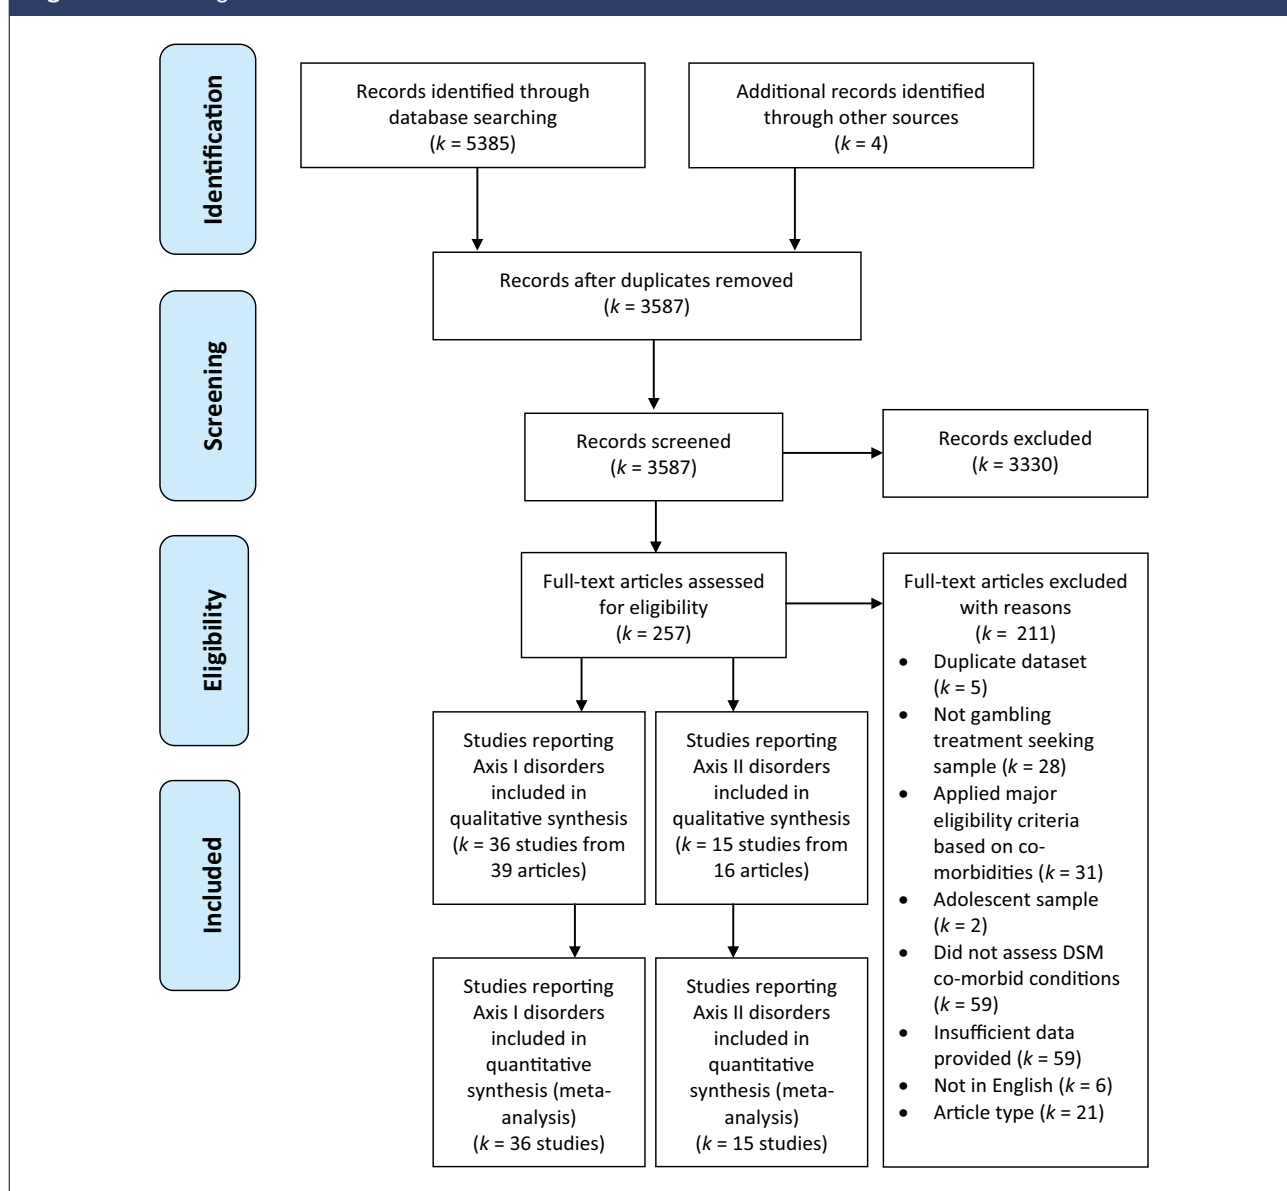 Identification
Records identified through
database searching
(k = 5385)
Additional records identified
through other sources
(k = 4)
Records after duplicates removed
(k = 3587)
Screening
Records screened
(k = 3587)
Records excluded
(k = 3330)
Eligibility
Full-text articles assessed
for eligibility
(k = 257)
Full-text articles excluded
with reasons
(k = 211)
• Duplicate dataset
(k = 5)
• Not gambling
treatment seeking
sample (k = 28)
• Applied major
eligibility criteria
based on co-
morbidities (k = 31)
• Adolescent sample
(k = 2)
• Did not assess DSM
co-morbid conditions
(k = 59)
• Insufficient data
provided (k = 59)
• Not in English (k = 6)
• Article type (k = 21)
Studies reporting
Axis I disorders
included in
qualitative synthesis
(k = 36 studies from
39 articles)
Studies reporting
Axis II disorders
included in
qualitative synthesis
(k = 15 studies from
16 articles)
Included
Studies reporting
Axis I disorders
included in
quantitative
synthesis (meta-
analysis)
(k = 36 studies)
Studies reporting
Axis II disorders
included in
quantitative
synthesis (meta-
analysis)
(k = 15 studies)